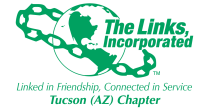 The Links,
Incorporated
TM
Linked in Friendship, Connected in Service
Tucson (AZ) Chapter